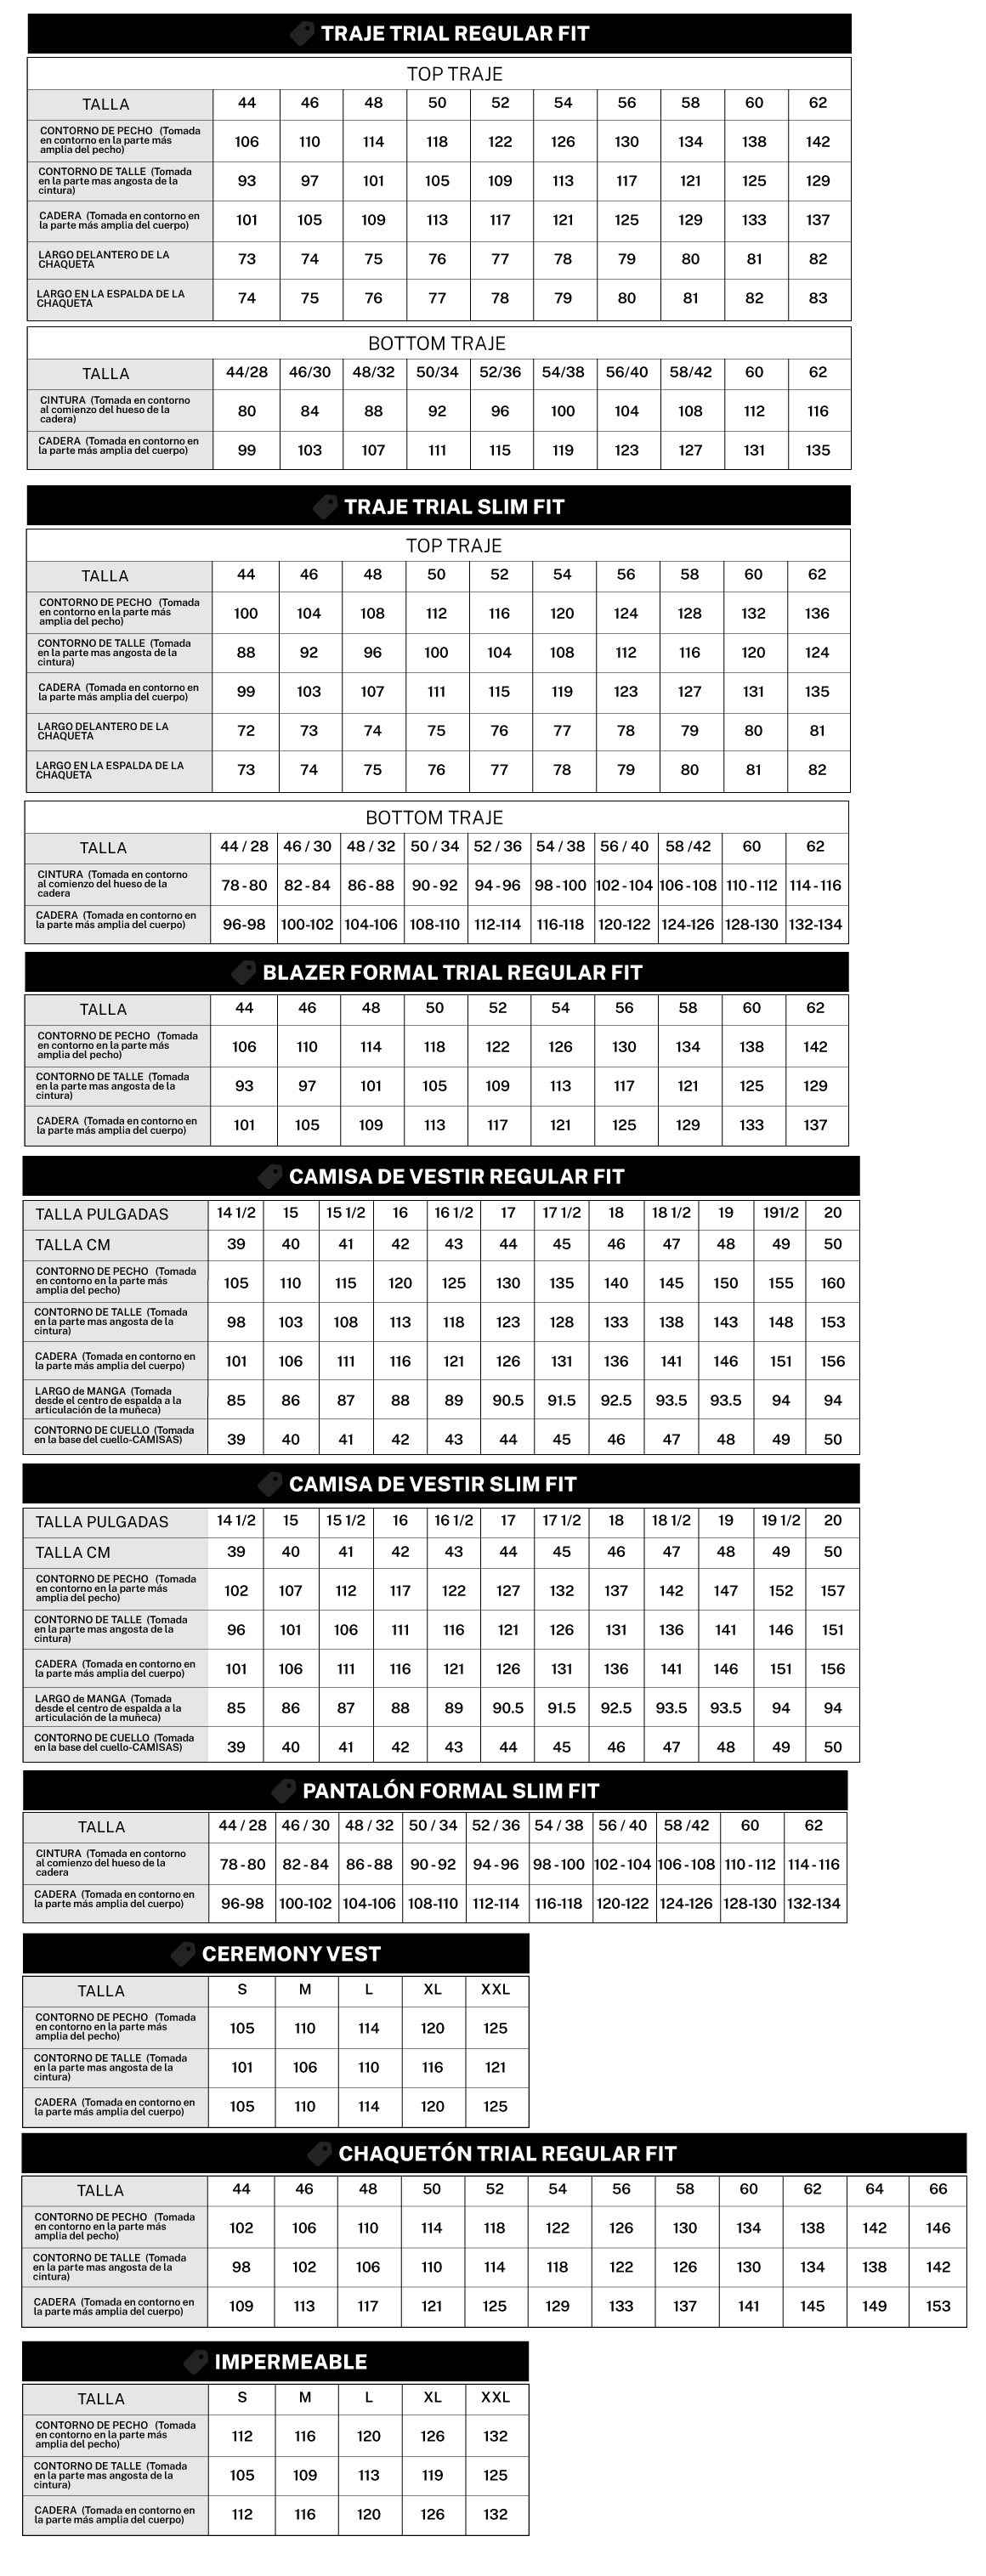 TRAJE TRIAL REGULAR FIT
TOP TRAJE
TALLA 44 46 48 50 52 54 56 58 60 62
CONTORNO DE PECHO (Tomada
en contorno en la parte más
amplia del pecho) 106 110 114 118 122 126 130 134 138 142
CONTORNO DE TALLE (Tomada
en la parte mas angosta de la
cintura) 93 97 101 105 109 113 117 121 125 129
CADERA (Tomada en contorno en
la parte más amplia del cuerpo) 101 105 109 113 117 121 125 129 133 137
LARGO DELANTERO DE LA
CHAQUETA 73 74 75 76 77 78 79 80 81 82
LARGO EN LA ESPALDA DE LA
CHAQUETA 74 75 76 77 78 79 80 81 82 83
BOTTOM TRAJE
TALLA 44/28 46/30 48/32 50/34 52/36 54/38 56/40 58/42 60 62
CINTURA (Tomada en contorno
al comienzo del hueso de la
cadera) 80 84 88 92 96 100 104 108 112 116
CADERA (Tomada en contorno en
la parte más amplia del cuerpo) 99 103 107 111 115 119 123 127 131 135
TRAJE TRIAL SLIM FIT
TOP TRAJE
TALLA 44 46 48 50 52 54 56 58 60 62
CONTORNO DE PECHO (Tomada
en contorno en la parte más
amplia del pecho) 100 104 108 112 116 120 124 128 132 136
CONTORNO DE TALLE (Tomada
en la parte mas angosta de la
cintura) 88 92 96 100 104 108 112 116 120 124
CADERA (Tomada en contorno en
la parte más amplia del cuerpo) 99 103 107 111 115 119 123 127 131 135
LARGO DELANTERO DE LA
CHAQUETA 72 73 74 75 76 77 78 79 80 81
LARGO EN LA ESPALDA DE LA
CHAQUETA 73 74 75 76 77 78 79 80 81 82
BOTTOM TRAJE
TALLA 44 / 28 46 / 30 48 / 32 50 / 34 52 / 36 54 / 38 56 / 40 58 /42 60 62
CINTURA (Tomada en contorno
al comienzo del hueso de la
cadera 78 - 80 82 - 84 86 - 88 90 - 92 94 - 96 98 - 100 102 - 104 106 - 108 110 - 112 114 - 116
CADERA (Tomada en contorno en
la parte más amplia del cuerpo) 96-98 100-102 104-106 108-110 112-114 116-118 120-122 124-126 128-130 132-134
BLAZER FORMAL TRIAL REGULAR FIT
TALLA 44 46 48 50 52 54 56 58 60 62
CONTORNO DE PECHO (Tomada
en contorno en la parte más
amplia del pecho) 106 110 114 118 122 126 130 134 138 142
CONTORNO DE TALLE (Tomada
en la parte mas angosta de la
cintura) 93 97 101 105 109 113 117 121 125 129
CADERA (Tomada en contorno en
la parte más amplia del cuerpo) 101 105 109 113 117 121 125 129 133 137
CAMISA DE VESTIR REGULAR FIT
TALLA PULGADAS 14 1/2 15 15 1/2 16 16 1/2 17 17 1/2 18 18 1/2 19 191/2 20
TALLA CM 39 40 41 42 43 44 45 46 47 48 49 50
CONTORNO DE PECHO (Tomada
en contorno en la parte más
amplia del pecho) 105 110 115 120 125 130 135 140 145 150 155 160
CONTORNO DE TALLE (Tomada
en la parte mas angosta de la
cintura) 98 103 108 113 118 123 128 133 138 143 148 153
CADERA (Tomada en contorno en
la parte más amplia del cuerpo) 101 106 111 116 121 126 131 136 141 146 151 156
LARGO de MANGA (Tomada
desde el centro de espalda a la
articulación de la muñeca) 85 86 87 88 89 90.5 91.5 92.5 93.5 93.5 94 94
CONTORNO DE CUELLO (Tomada
en la base del cuello-CAMISAS) 39 40 41 42 43 44 45 46 47 48 49 50
CAMISA DE VESTIR SLIM FIT
TALLA PULGADAS 14 1/2 15 15 1/2 16 16 1/2 17 17 1/2 18 18 1/2 19 19 1/2 20
TALLA CM 39 40 41 42 43 44 45 46 47 48 49 50
CONTORNO DE PECHO (Tomada
en contorno en la parte más
amplia del pecho) 102 107 112 117 122 127 132 137 142 147 152 157
CONTORNO DE TALLE (Tomada
en la parte mas angosta de la
cintura) 96 101 106 111 116 121 126 131 136 141 146 151
CADERA (Tomada en contorno en
la parte más amplia del cuerpo) 101 106 111 116 121 126 131 136 141 146 151 156
LARGO de MANGA (Tomada
desde el centro de espalda a la
articulación de la muñeca) 85 86 87 88 89 90.5 91.5 92.5 93.5 93.5 94 94
CONTORNO DE CUELLO (Tomada
en la base del cuello-CAMISAS) 39 40 41 42 43 44 45 46 47 48 49 50
PANTALÓN FORMAL SLIM FIT
TALLA 44 / 28 46 / 30 48 / 32 50 / 34 52 / 36 54 / 38 56 / 40 58 /42 60 62
CINTURA (Tomada en contorno
al comienzo del hueso de la
cadera 78 - 80 82 - 84 86 - 88 90 - 92 94 - 96 98 - 100 102 - 104 106 - 108 110 - 112 114 - 116
CADERA (Tomada en contorno en
la parte más amplia del cuerpo) 96-98 100-102 104-106 108-110 112-114 116-118 120-122 124-126 128-130 132-134
CEREMONY VEST
TALLA S M L XL XXL
CONTORNO DE PECHO (Tomada
en contorno en la parte más
amplia del pecho) 105 110 114 120 125
CONTORNO DE TALLE (Tomada
en la parte mas angosta de la
cintura) 101 106 110 116 121
CADERA (Tomada en contorno en
la parte más amplia del cuerpo) 105 110 114 120 125
CHAQUETÓN TRIAL REGULAR FIT
TALLA 44 46 48 50 52 54 56 58 60 62 64 66
CONTORNO DE PECHO (Tomada
en contorno en la parte más
amplia del pecho) 102 106 110 114 118 122 126 130 134 138 142 146
CONTORNO DE TALLE (Tomada
en la parte mas angosta de la
cintura) 98 102 106 110 114 118 122 126 130 134 138 142
CADERA (Tomada en contorno en
la parte más amplia del cuerpo) 109 113 117 121 125 129 133 137 141 145 149 153
IMPERMEABLE
TALLA S M L XL XXL
CONTORNO DE PECHO (Tomada
en contorno en la parte más
amplia del pecho) 112 116 120 126 132
CONTORNO DE TALLE (Tomada
en la parte mas angosta de la
cintura) 105 109 113 119 125
CADERA (Tomada en contorno en
la parte más amplia del cuerpo) 112 116 120 126 132